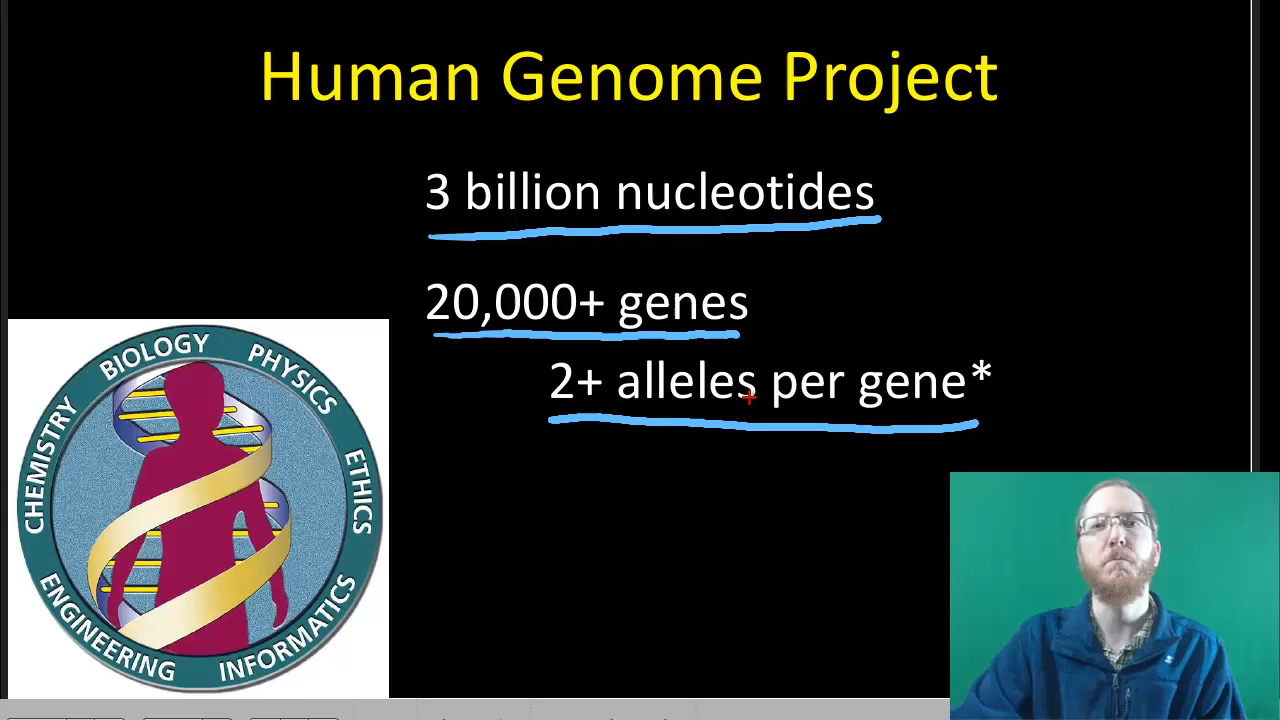 Human Genome Project
3 billion nucleotides
20,000+ genes
2+ alleles per gene*
CHEMISTRY
BIOLOGY
PHYSICS
ETHICS
ENGINEERING
INFORMATICS